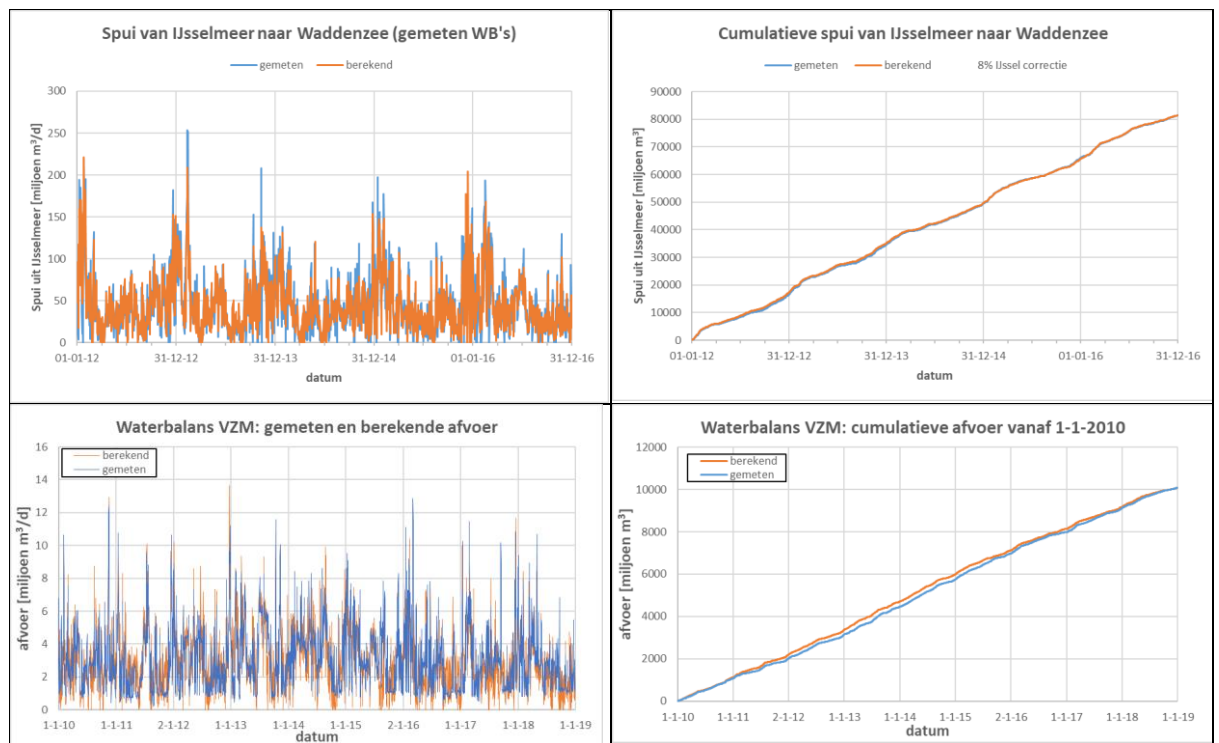 Spui van IJsselmeer naar Waddenzee (gemeten WB's)
gemeten berekend
Spui uit IJsselmeer [miljoen m³/d]
300
250
200
150
100
50
0
01-01-12 31-12-12 31-12-13 31-12-14 01-01-16 31-12-16
datum
Cumulatieve spui van IJsselmeer naar Waddenzee
gemeten berekend 8% IJssel correctie
Spui uit IJsselmeer [miljoen m³]
90000
80000
70000
60000
50000
40000
30000
20000
10000
0
01-01-12 31-12-12 31-12-13 31-12-14 01-01-16 31-12-16
datum
Waterbalans VZM: gemeten en berekende afvoer
berekend
gemeten
afvoer [miljoen m³/d]
16
14
12
10
8
6
4
2
0
1-1-10 1-1-11 2-1-12 1-1-13 1-1-14 1-1-15 2-1-16 1-1-17 1-1-18 1-1-19
datum
Waterbalans VZM: cumulatieve afvoer vanaf 1-1-2010
berekend
gemeten
afvoer [miljoen m³]
12000
10000
8000
6000
4000
2000
0
1-1-10 1-1-11 2-1-12 1-1-13 1-1-14 1-1-15 2-1-16 1-1-17 1-1-18 1-1-19
datum